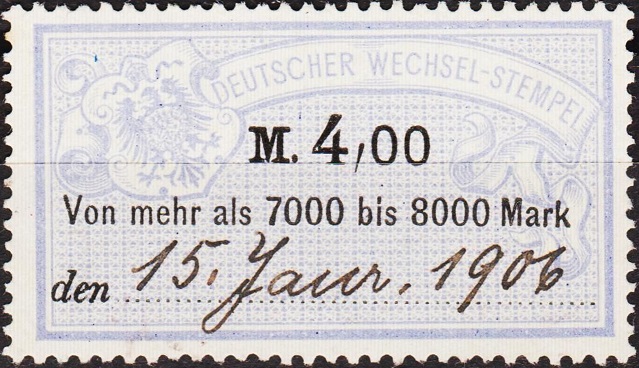 DEUTSCHER WECHSEL-STEMPEL
M. 4,00
Von mehr als 7000 bis 8000 Mark
den 15. Janr. 1906